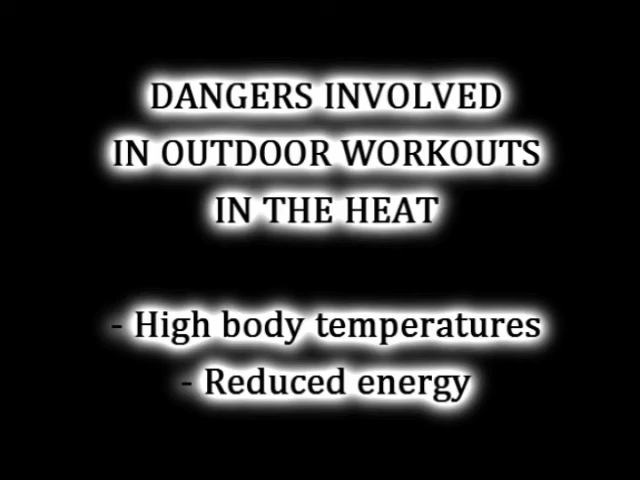 DANGERS INVOLVED
IN OUTDOOR WORKOUTS
IN THE HEAT
- High body temperatures
- Reduced energy